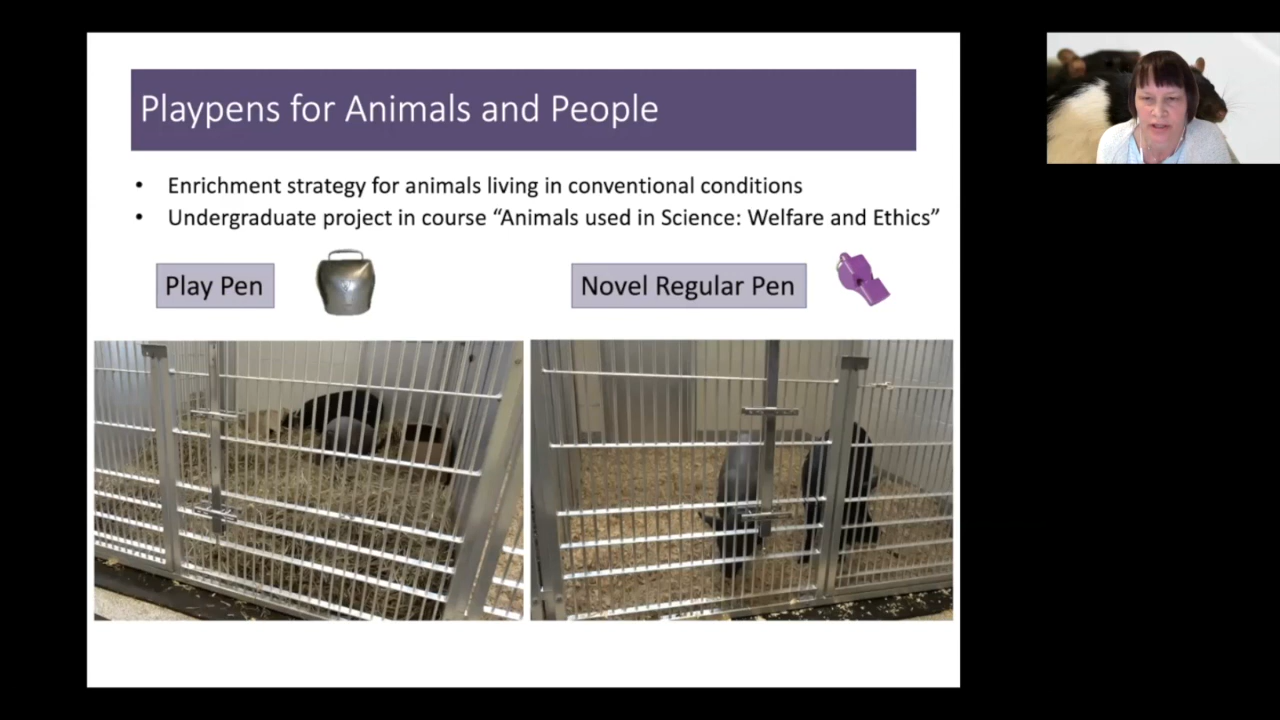 Playpens for Animals and People
• Enrichment strategy for animals living in conventional conditions
• Undergraduate project in course “Animals used in Science: Welfare and Ethics”
Play Pen
Novel Regular Pen